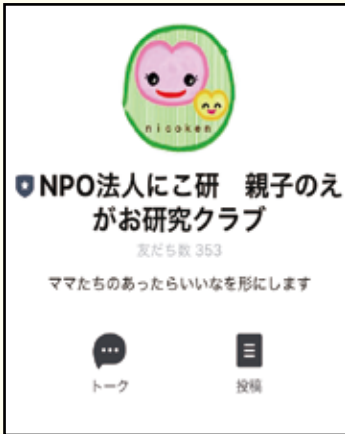 nicoken
NPO法人にこ研　親子のえ
がお研究クラブ
友だち数 353
ママたちのあったらいいなを形にします
トーク
投稿